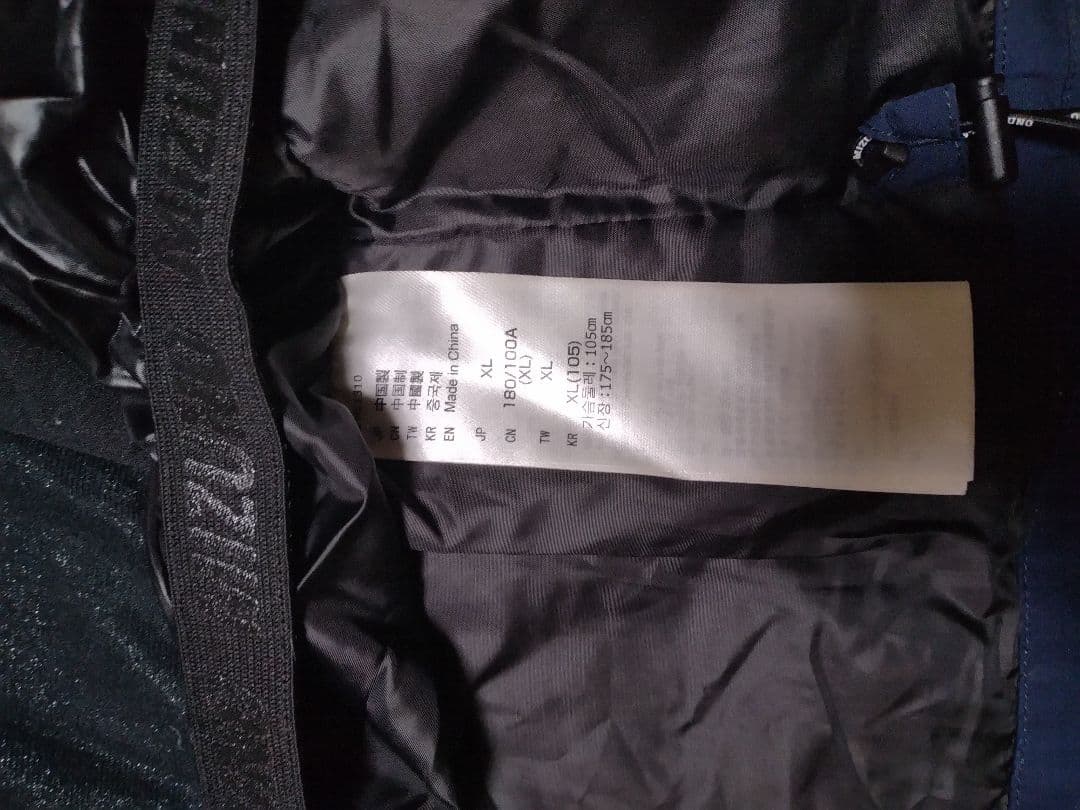 310
中国製
CN 中国制
TW 中國製
KR 중국제
EN Made in China
JP XL
CN 180/100A
(XL)
TW XL
KR XL(105)
가슴둘레 : 105㎝
신장 : 175~185㎝
MIZUNO